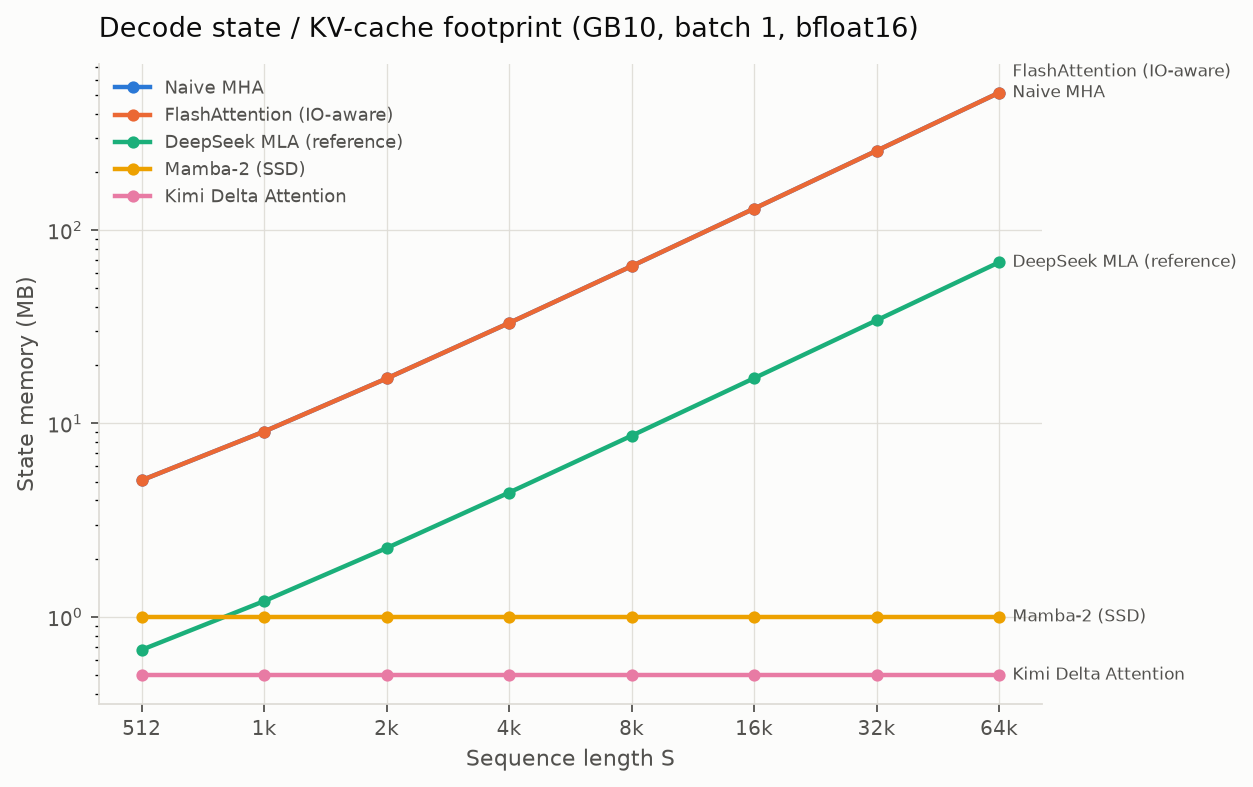 Decode state / KV-cache footprint (GB10, batch 1, bfloat16)
Naive MHA
FlashAttention (IO-aware)
DeepSeek MLA (reference)
Mamba-2 (SSD)
Kimi Delta Attention
FlashAttention (IO-aware)
Naive MHA
DeepSeek MLA (reference)
Mamba-2 (SSD)
Kimi Delta Attention
State memory (MB)
10²
10¹
10⁰
512 1k 2k 4k 8k 16k 32k 64k
Sequence length S